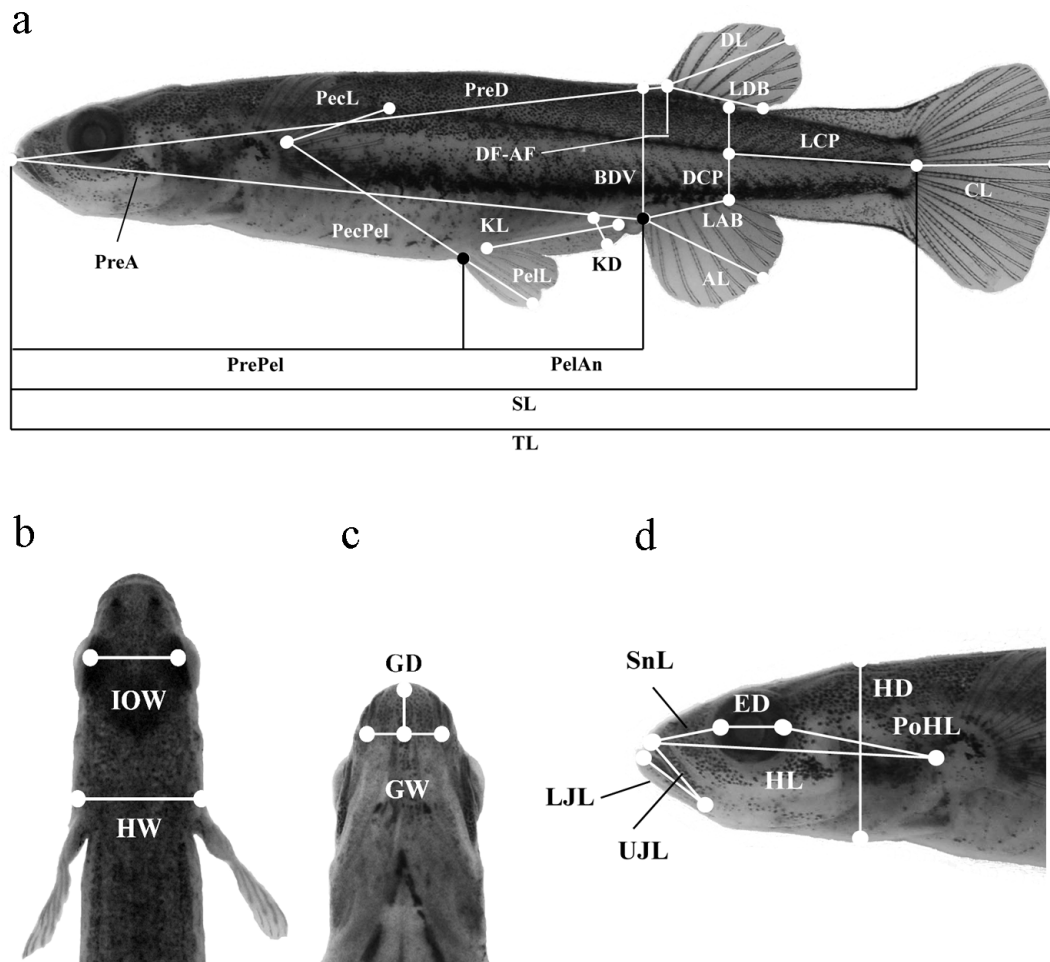 a
DL
PecL
PreD
LDB
DF-AF
LCP
BDV
DCP
CL
PecPel
KL
LAB
PreA
KD
PelL
AL
PrePel
PelAn
SL
TL
b
c
d
IOW
HW
GD
GW
SnL
ED
HD
PoHL
HL
LJL
UJL